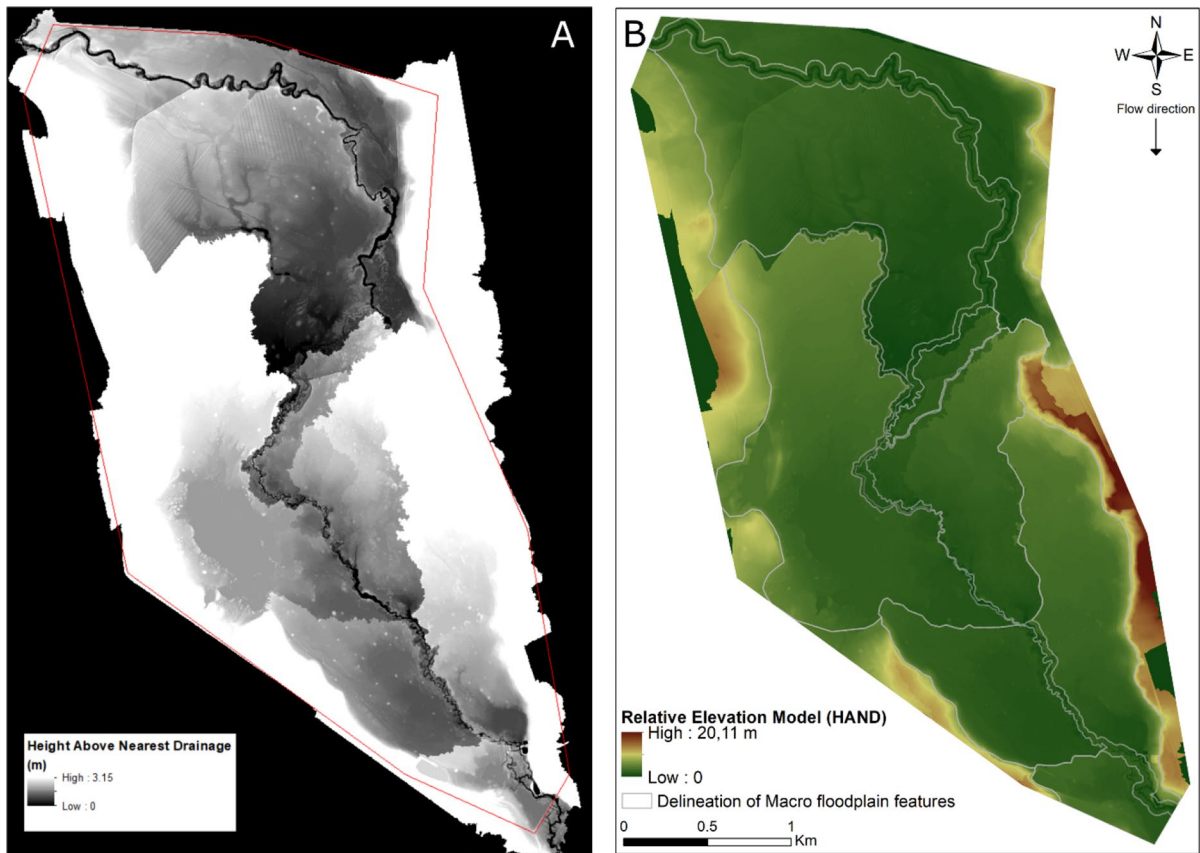 A
Height Above Nearest Drainage
(m)
High : 3.15
Low : 0
B
N
W E
S
Flow direction
Relative Elevation Model (HAND)
High : 20,11 m
Low : 0
Delineation of Macro floodplain features
0 0.5 1
Km